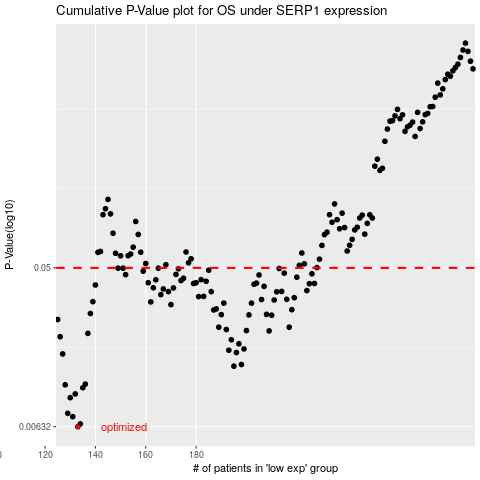 Cumulative P-Value plot for OS under SERP1 expression
P-Value(log10)
0.05
0.00632
optimized
0 120 140 160 180
# of patients in 'low exp' group